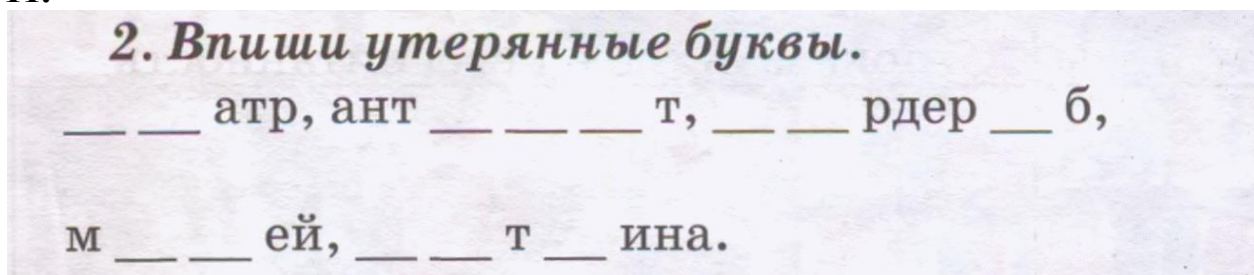 2. Впиши утерянные буквы.
__ __ атр, ант __ __ __ т, __ __ рдер __ б,
м __ __ ей, __ __ т __ ина.